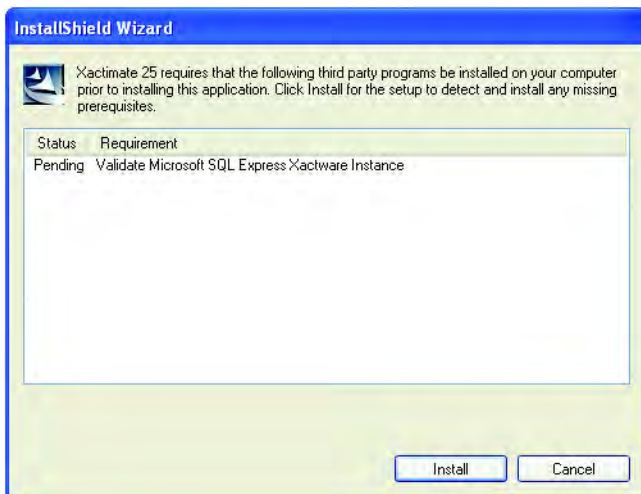 InstallShield Wizard
Xactimate 25 requires that the following third party programs be installed on your computer
prior to installing this application. Click Install for the setup to detect and install any missing
prerequisites.
Status Requirement
Pending Validate Microsoft SQL Express Xactware Instance
Install Cancel